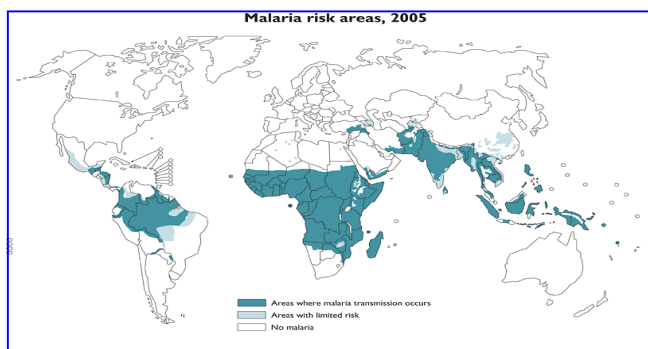 Malaria risk areas, 2005
Areas where malaria transmission occurs
Areas with limited risk
No malaria